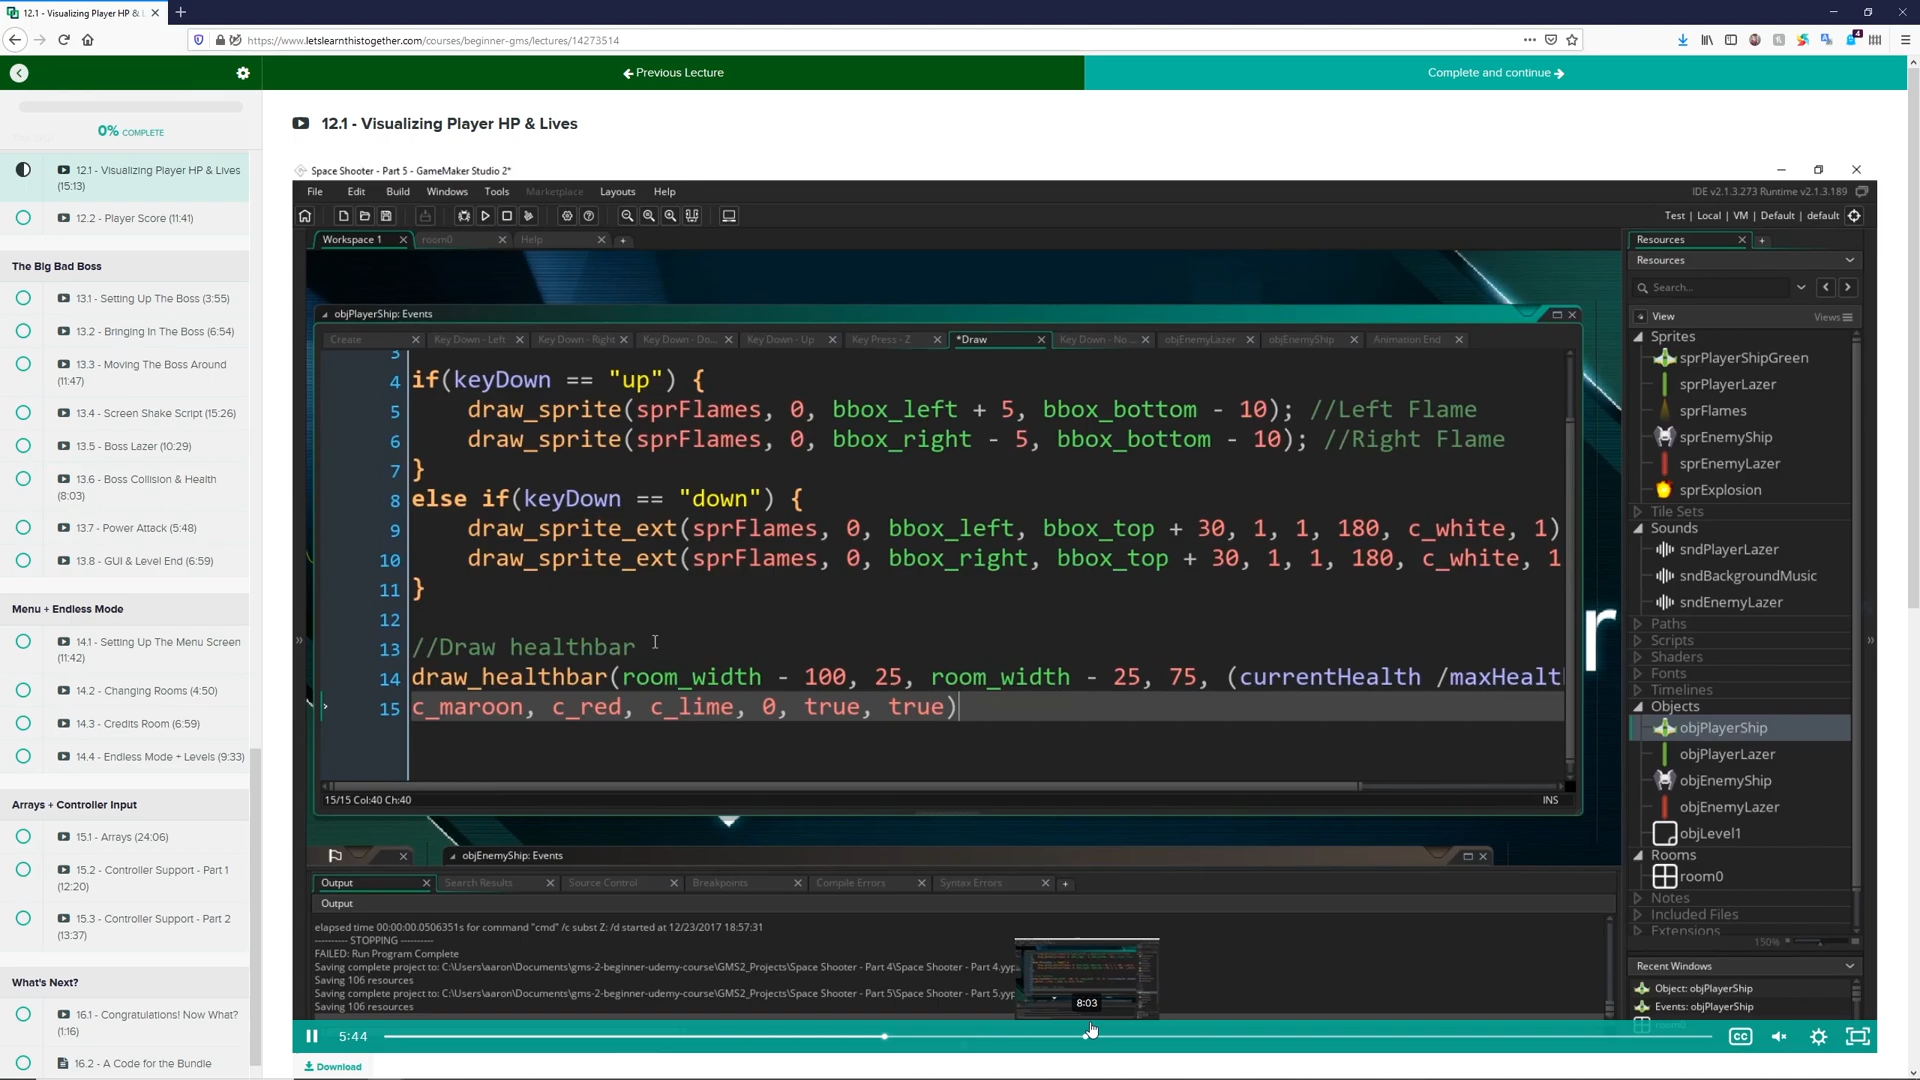 12.1 - Visualizing Player HP & L
https://www.letslearnthistogether.com/courses/beginner-gms/lectures/14273514
4
Previous Lecture
Complete and continue
0% COMPLETE
12.1 - Visualizing Player HP & Lives
(15:13)
12.2 - Player Score (11:41)
The Big Bad Boss
13.1 - Setting Up The Boss (3:55)
13.2 - Bringing In The Boss (6:54)
13.3 - Moving The Boss Around
(11:47)
13.4 - Screen Shake Script (15:26)
13.5 - Boss Lazer (10:29)
13.6 - Boss Collision & Health
(8:03)
13.7 - Power Attack (5:48)
13.8 - GUI & Level End (6:59)
Menu + Endless Mode
14.1 - Setting Up The Menu Screen
(11:42)
14.2 - Changing Rooms (4:50)
14.3 - Credits Room (6:59)
14.4 - Endless Mode + Levels (9:33)
Arrays + Controller Input
15.1 - Arrays (24:06)
15.2 - Controller Support - Part 1
(12:20)
15.3 - Controller Support - Part 2
(13:37)
What's Next?
16.1 - Congratulations! Now What?
(1:16)
16.2 - A Code for the Bundle
12.1 - Visualizing Player HP & Lives
Space Shooter - Part 5 - GameMaker Studio 2*
File Edit Build Windows Tools Marketplace Layouts Help
IDE v2.1.3.273 Runtime v2.1.3.189
Test | Local | VM | Default | default
Workspace 1 room0 Help
objPlayerShip: Events
Create Key Down - Left Key Down - Right Key Down - Do... Key Down - Up Key Press - Z *Draw Key Down - No ... objEnemyLazer objEnemyShip Animation End
3
4 if(keyDown == "up") {
5 draw_sprite(sprFlames, 0, bbox_left + 5, bbox_bottom - 10); //Left Flame
6 draw_sprite(sprFlames, 0, bbox_right - 5, bbox_bottom - 10); //Right Flame
7 }
8 else if(keyDown == "down") {
9 draw_sprite_ext(sprFlames, 0, bbox_left, bbox_top + 30, 1, 1, 180, c_white, 1)
10 draw_sprite_ext(sprFlames, 0, bbox_right, bbox_top + 30, 1, 1, 180, c_white, 1
11 }
12
13 //Draw healthbar
14 draw_healthbar(room_width - 100, 25, room_width - 25, 75, (currentHealth /maxHealt
15 c_maroon, c_red, c_lime, 0, true, true)
15/15 Col:40 Ch:40
INS
r
objEnemyShip: Events
Output Search Results Source Control Breakpoints Compile Errors Syntax Errors
Output
elapsed time 00:00:00.0506351s for command "cmd" /c subst Z: /d started at 12/23/2017 18:57:31
---------- STOPPING ----------
FAILED: Run Program Complete
Saving complete project to: C:\Users\aaron\Documents\gms-2-beginner-udemy-course\GMS2_Projects\Space Shooter - Part 4\Space Shooter - Part 4.yyp
Saving 106 resources
Saving complete project to: C:\Users\aaron\Documents\gms-2-beginner-udemy-course\GMS2_Projects\Space Shooter - Part 5\Space Shooter - Part 5.yyp
Saving 106 resources
Resources
Resources
Search...
View
Views
Sprites
sprPlayerShipGreen
sprPlayerLazer
sprFlames
sprEnemyShip
sprEnemyLazer
sprExplosion
Tile Sets
Sounds
sndPlayerLazer
sndBackgroundMusic
sndEnemyLazer
Paths
Scripts
Shaders
Fonts
Timelines
Objects
objPlayerShip
objPlayerLazer
objEnemyShip
objEnemyLazer
objLevel1
Rooms
room0
Notes
Included Files
Extensions
150%
Recent Windows
Object: objPlayerShip
Events: objPlayerShip
room0
8:03
5:44
CC
Download